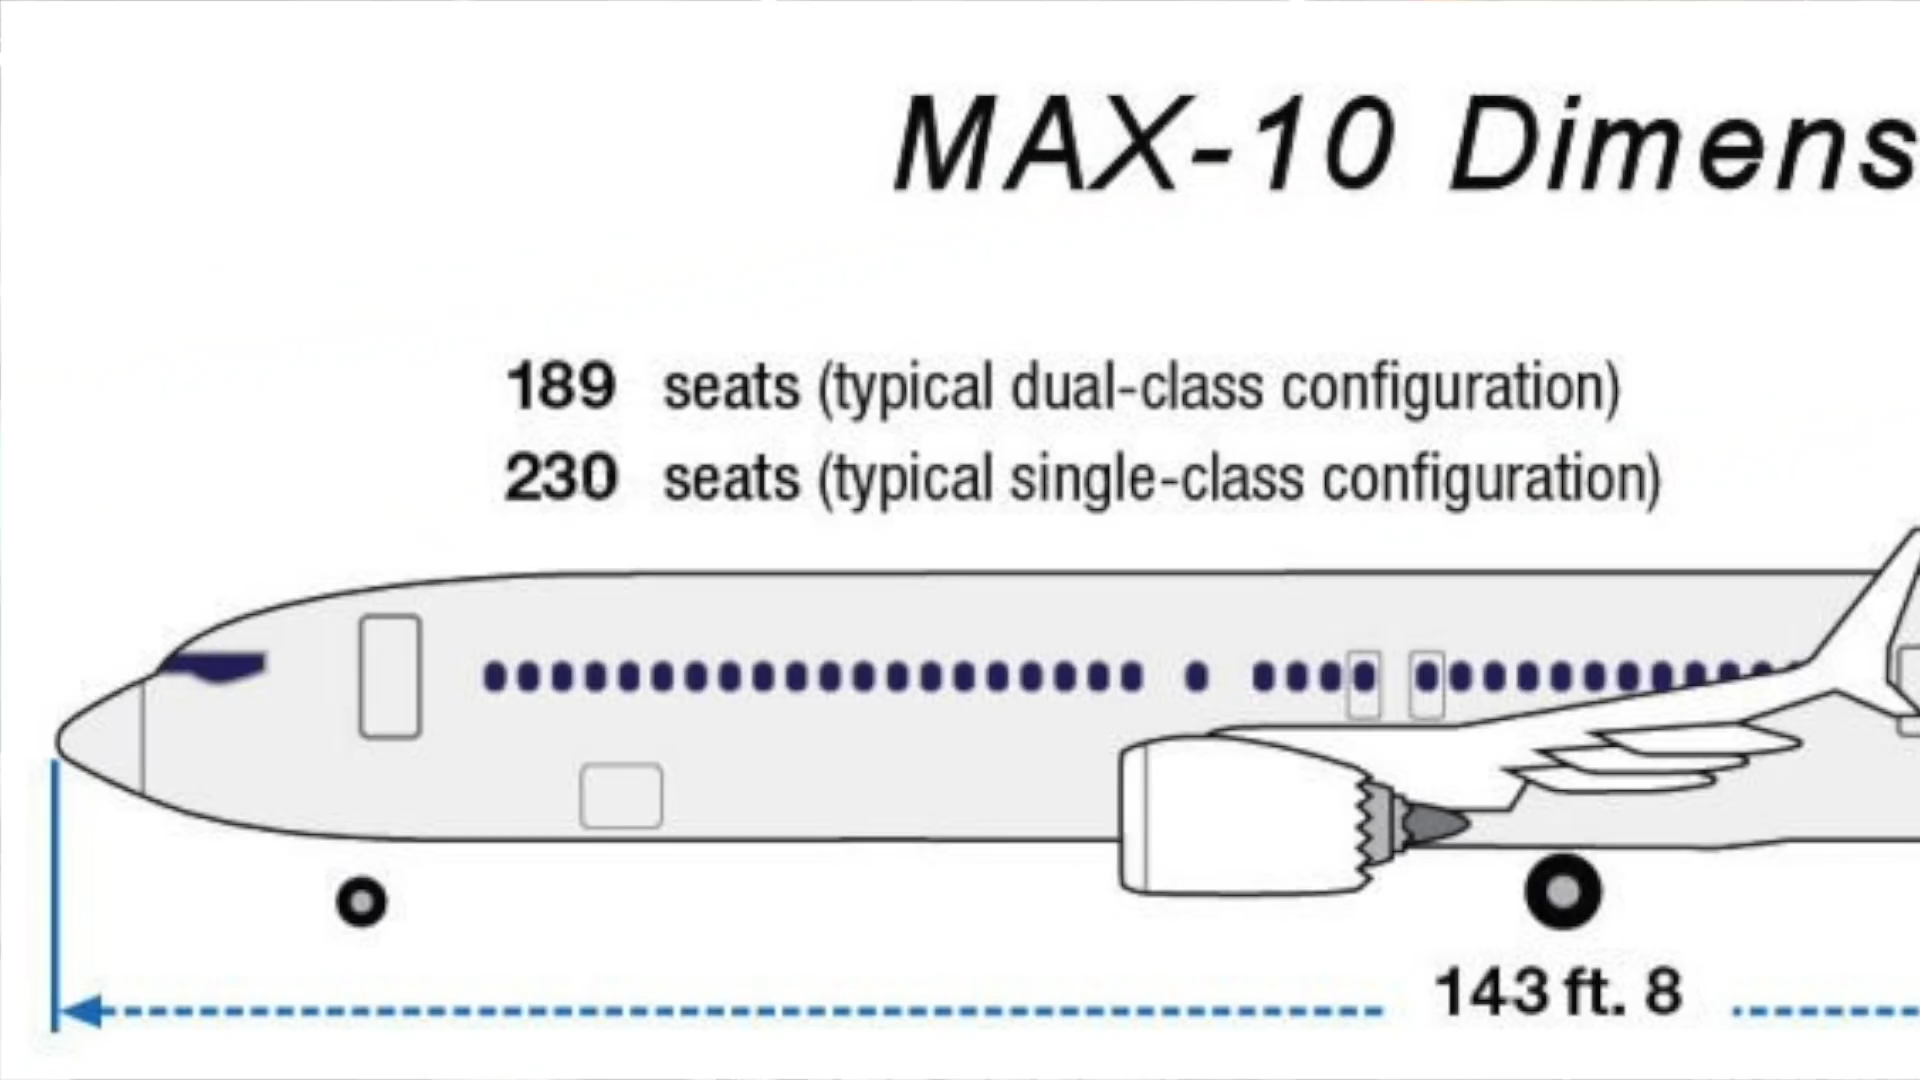 MAX-10 Dimens
189 seats (typical dual-class configuration)
230 seats (typical single-class configuration)
143 ft. 8